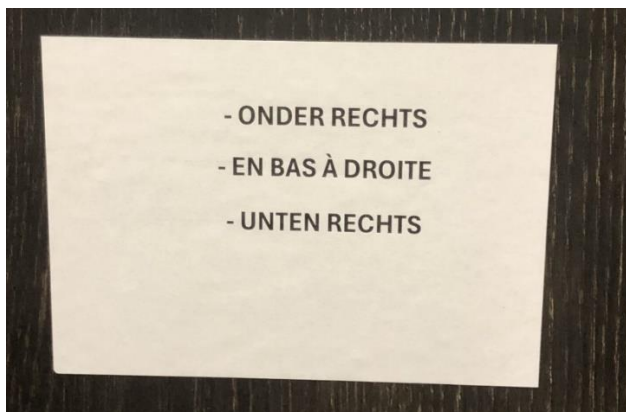 - ONDER RECHTS
- EN BAS À DROITE
- UNTEN RECHTS